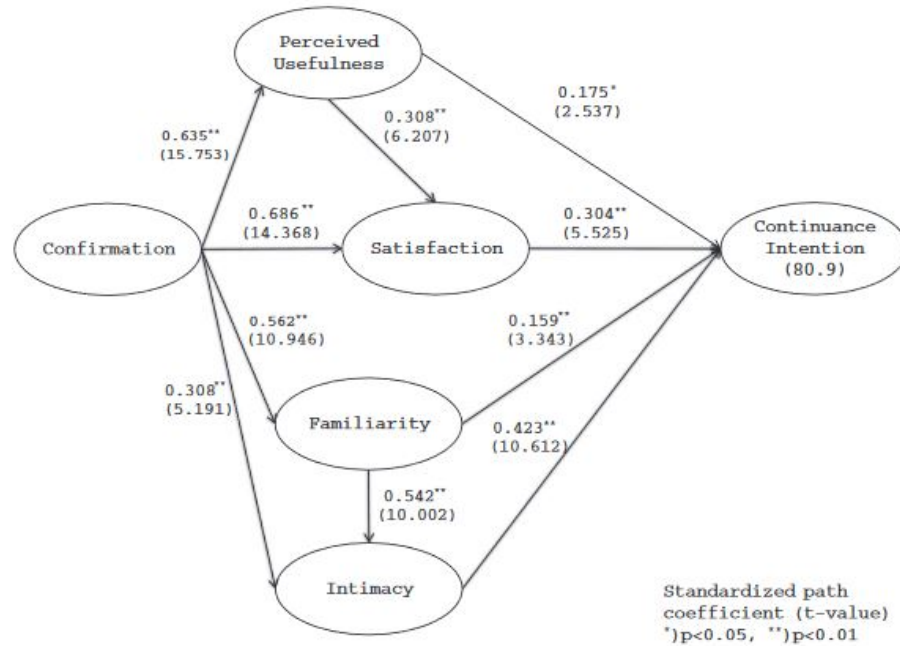 Perceived
Usefulness
0.175*
(2.537)
0.308**
(6.207)
0.635**
(15.753)
0.686**
(14.368)
0.304**
(5.525)
Confirmation
Satisfaction
Continuance
Intention
(80.9)
0.562**
(10.946)
0.159**
(3.343)
0.308**
(5.191)
Familiarity
0.423**
(10.612)
0.542**
(10.002)
Intimacy
Standardized path
coefficient (t-value)
*)p<0.05, **)p<0.01